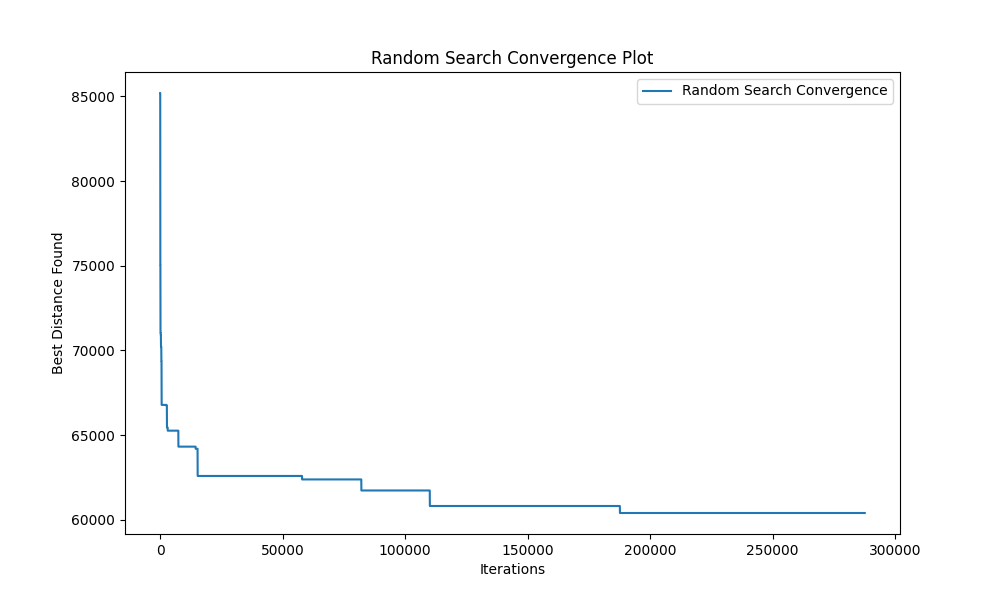 Random Search Convergence Plot
Random Search Convergence
85000
80000
75000
70000
65000
60000
Best Distance Found
0 50000 100000 150000 200000 250000 300000
Iterations